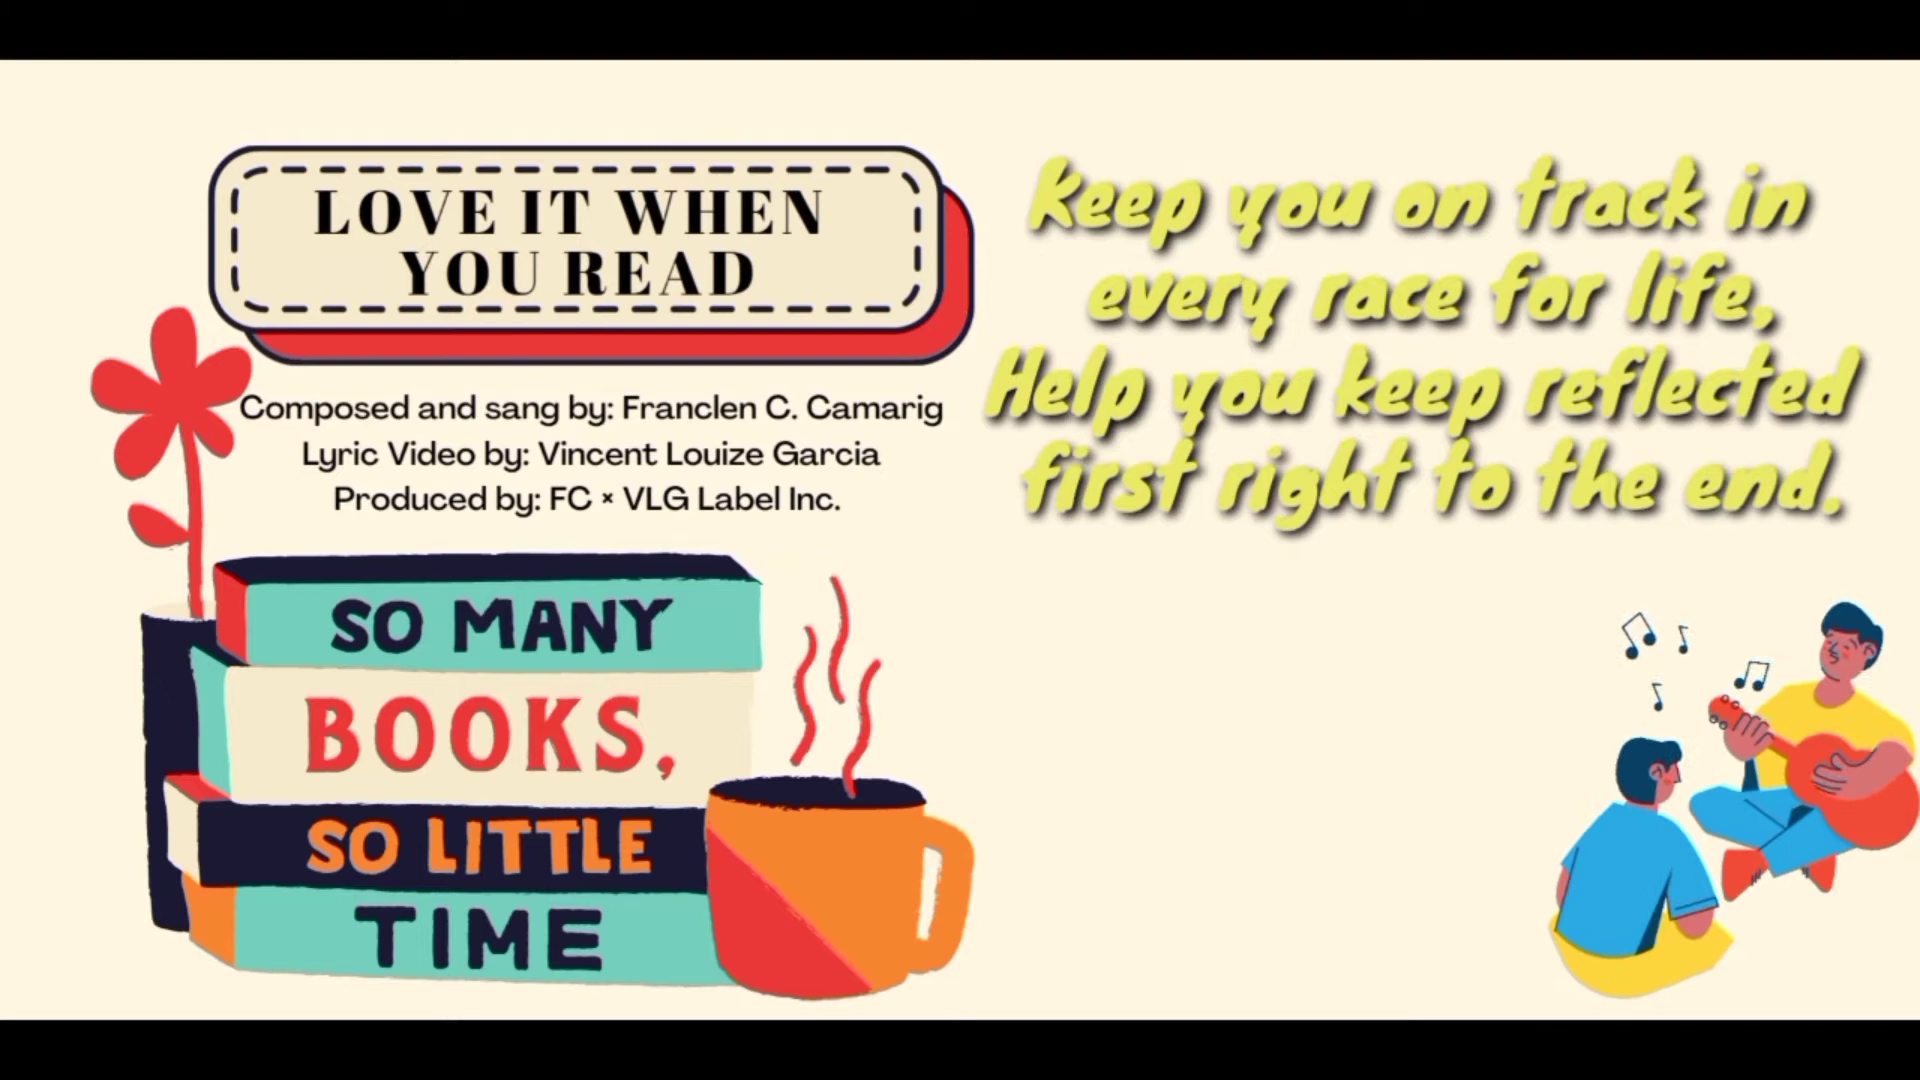 LOVE IT WHEN
YOU READ
Composed and sang by: Franclen C. Camarig
Lyric Video by: Vincent Louize Garcia
Produced by: FC × VLG Label Inc.
SO MANY
BOOKS,
SO LITTLE
TIME
Keep you on track in
every race for life,
Help you keep reflected
first right to the end.